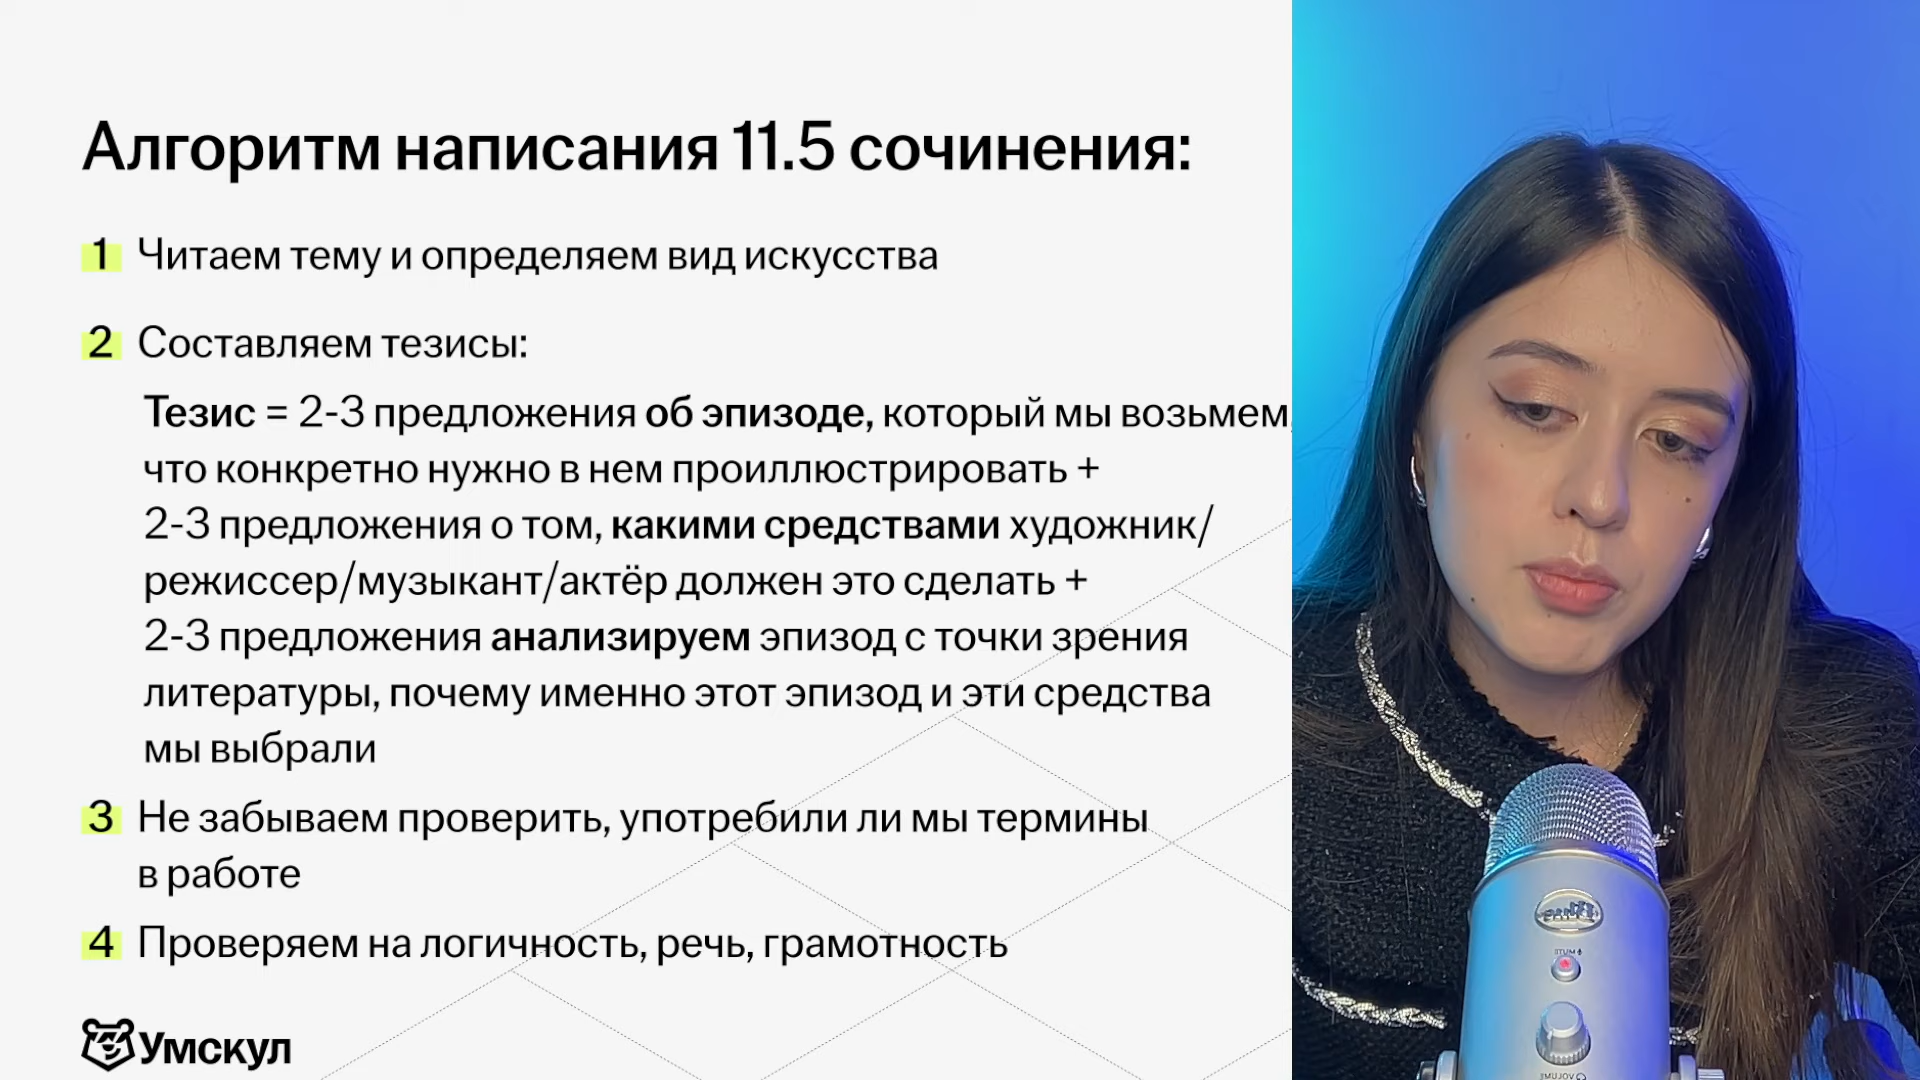 Алгоритм написания 11.5 сочинения:
1 Читаем тему и определяем вид искусства
2 Составляем тезисы:
Тезис = 2-3 предложения об эпизоде, который мы возьмем,
что конкретно нужно в нем проиллюстрировать +
2-3 предложения о том, какими средствами художник/
режиссер/музыкант/актёр должен это сделать +
2-3 предложения анализируем эпизод с точки зрения
литературы, почему именно этот эпизод и эти средства
мы выбрали
3 Не забываем проверить, употребили ли мы термины
в работе
4 Проверяем на логичность, речь, грамотность
Умскул
MUTE
VOLUME